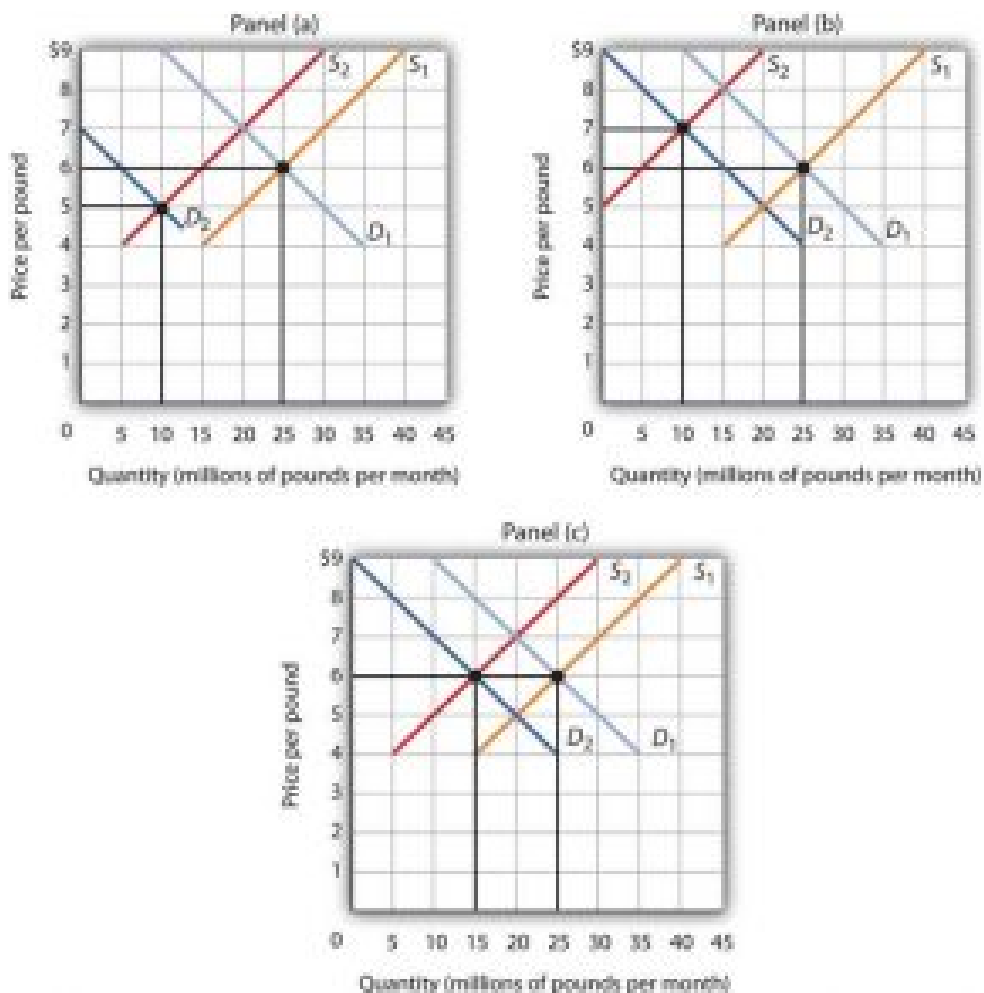 Panel (a)
$9
8
7
6
5
4
3
2
1
0
5 10 15 20 25 30 35 40 45
Price per pound
Quantity (millions of pounds per month)
S2
S1
D2
D1
Panel (b)
$9
8
7
6
5
4
3
2
1
0
5 10 15 20 25 30 35 40 45
Price per pound
Quantity (millions of pounds per month)
S2
S1
D2
D1
Panel (c)
$9
8
7
6
5
4
3
2
1
0
5 10 15 20 25 30 35 40 45
Price per pound
Quantity (millions of pounds per month)
S2
S1
D2
D1